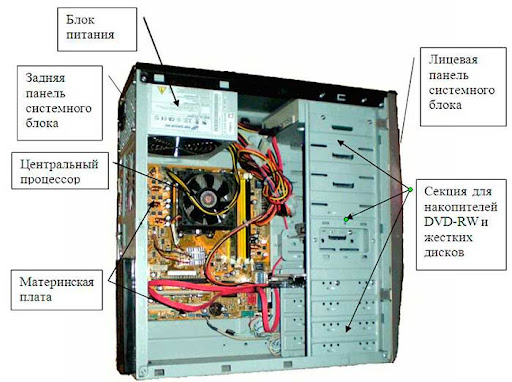 Блок
питания
Задняя
панель
системного
блока
Центральный
процессор
Материнская
плата
Лицевая
панель
системного
блока
Секция для
накопителей
DVD-RW и
жестких
дисков